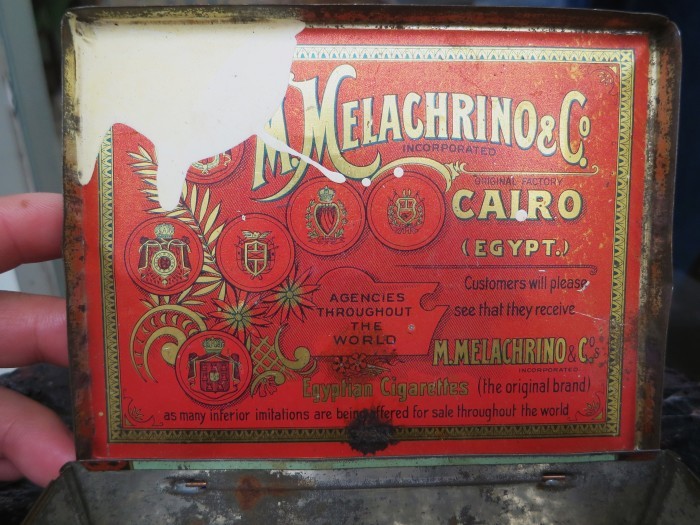 M. MELACHRINO & Co.
INCORPORATED
ORIGINAL FACTORY
CAIRO
(EGYPT.)
AGENCIES
THROUGHOUT
THE
WORLD
Customers will please
see that they receive
M. MELACHRINO & Co's
INCORPORATED
Egyptian Cigarettes (the original brand)
as many inferior imitations are being offered for sale throughout the world